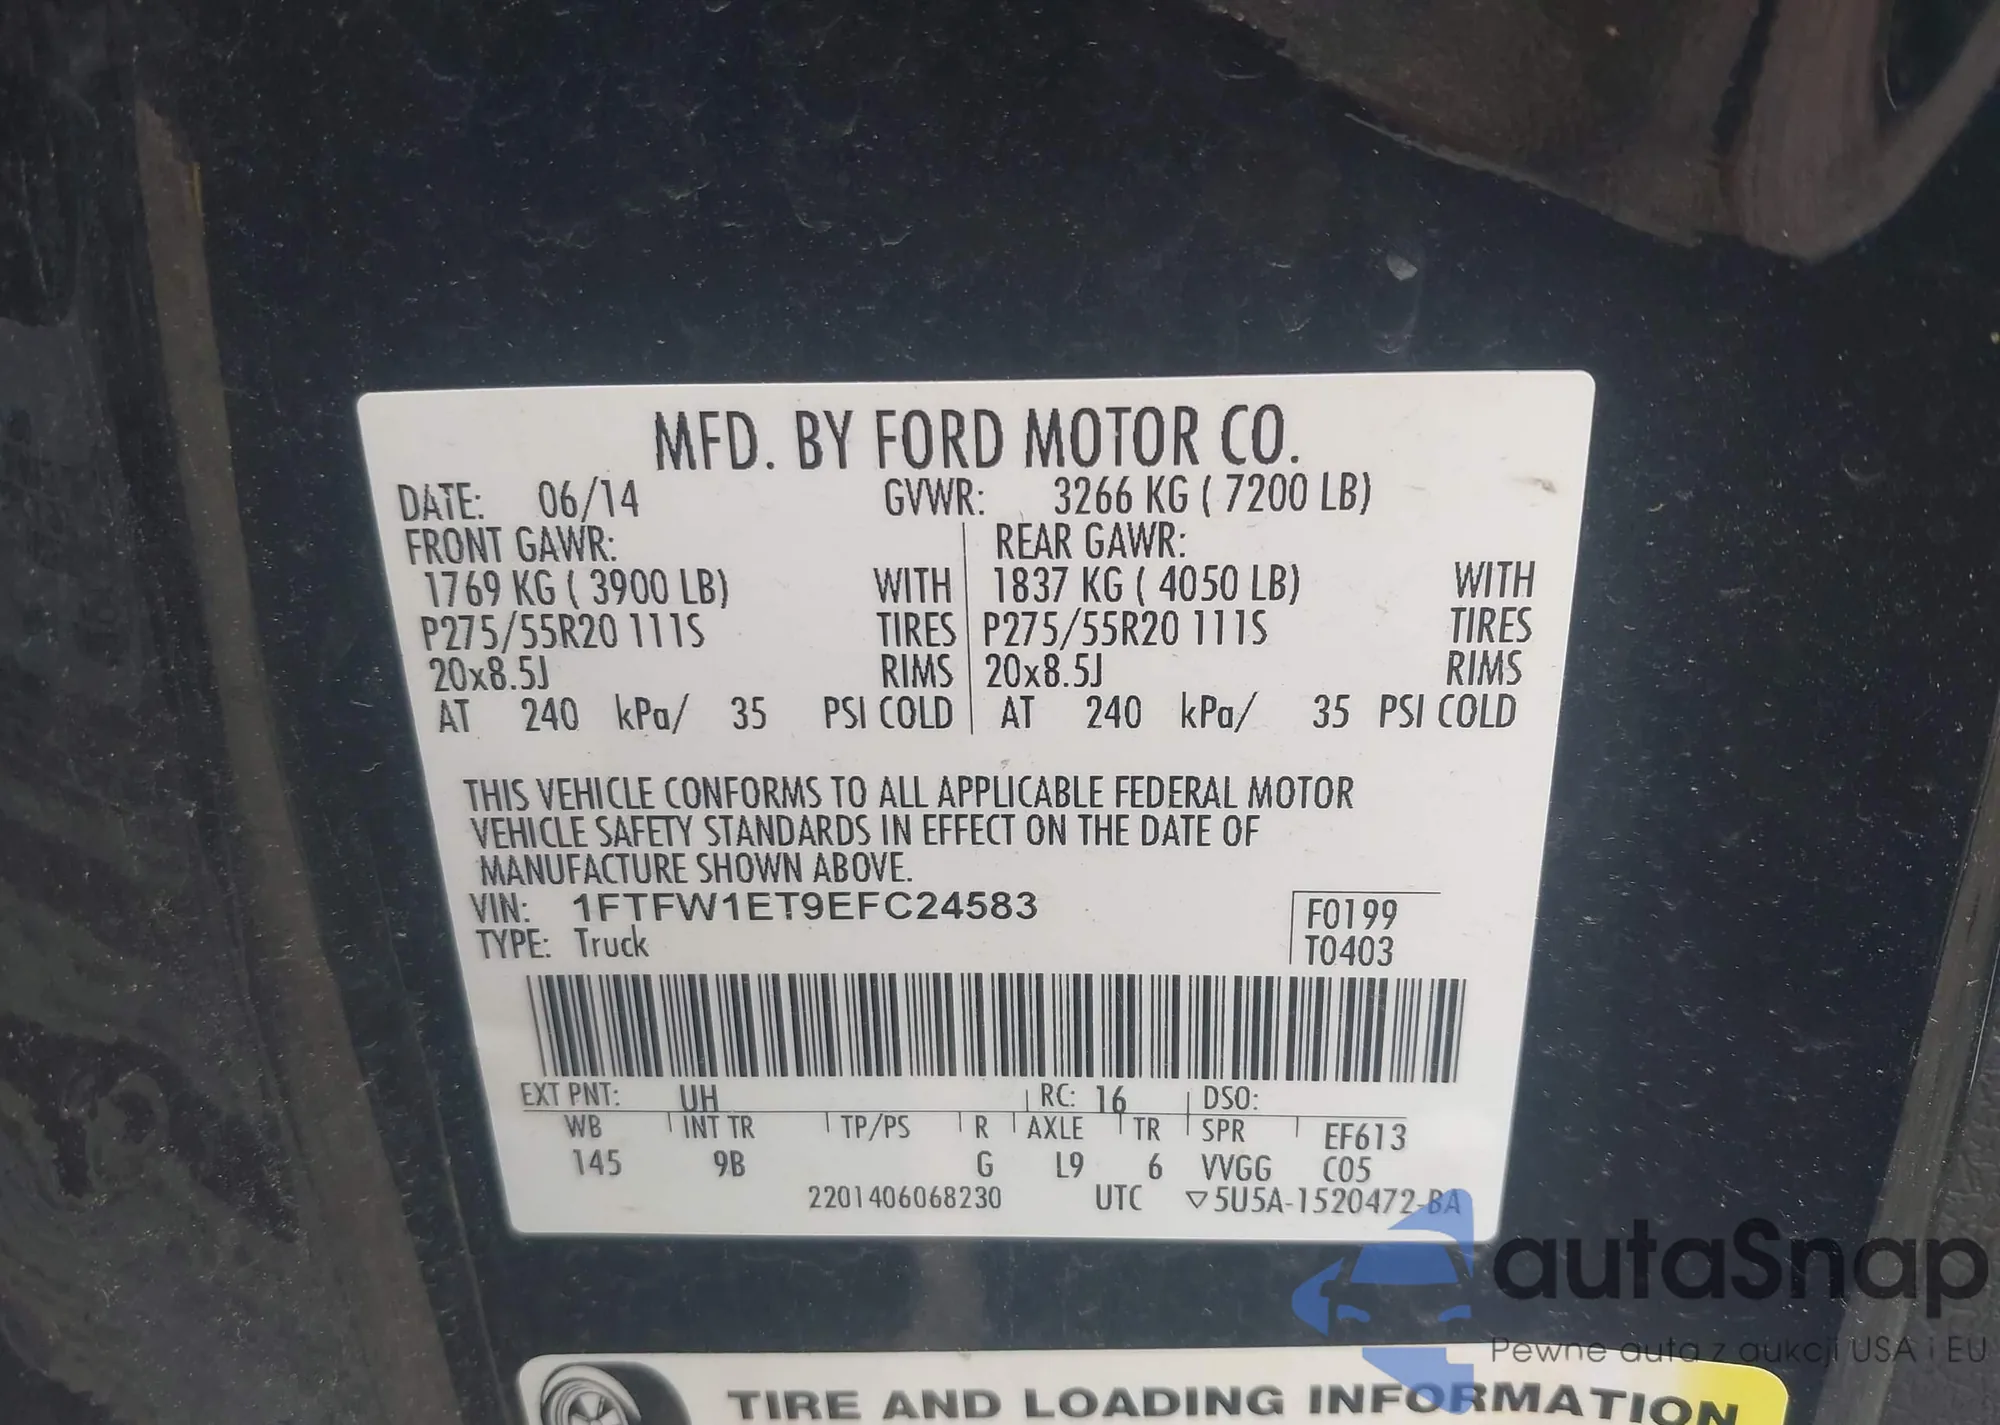 MFD. BY FORD MOTOR CO.
DATE: 06/14 GVWR: 3266 KG ( 7200 LB)
FRONT GAWR: REAR GAWR:
1769 KG ( 3900 LB) WITH 1837 KG ( 4050 LB) WITH
P275/55R20 111S TIRES P275/55R20 111S TIRES
20x8.5J RIMS 20x8.5J RIMS
AT 240 kPa/ 35 PSI COLD AT 240 kPa/ 35 PSI COLD
THIS VEHICLE CONFORMS TO ALL APPLICABLE FEDERAL MOTOR
VEHICLE SAFETY STANDARDS IN EFFECT ON THE DATE OF
MANUFACTURE SHOWN ABOVE.
VIN: 1FTFW1ET9EFC24583 F0199
TYPE: Truck T0403
EXT PNT: UH RC: 16 DSO:
WB INT TR TP/PS R AXLE TR SPR EF613
145 9B G L9 6 VVGG C05
2201406068230 UTC ▽5U5A-1520472-BA
autaSnap
Pewne auta z aukcji USA i EU
TIRE AND LOADING INFORMATION